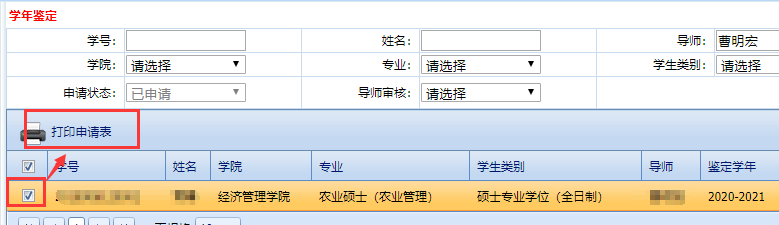 学年鉴定
学号： 姓名： 导师： 曹明宏
学院： 请选择 专业： 请选择 学生类别： 请选择
申请状态： 已申请 导师审核： 请选择
打印申请表
学号 姓名 学院 专业 学生类别 导师 鉴定学年
经济管理学院 农业硕士（农业管理） 硕士专业学位（全日制） 2020-2021